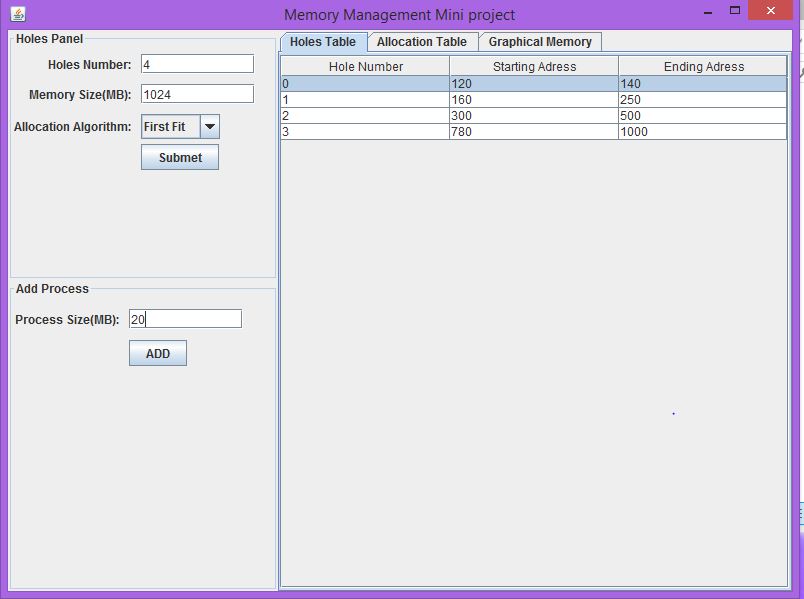 Memory Management Mini project
Holes Panel
Holes Number: 4
Memory Size(MB): 1024
Allocation Algorithm: First Fit
Submet
Add Process
Process Size(MB): 20
ADD
Holes Table Allocation Table Graphical Memory
Hole Number Starting Adress Ending Adress
0 120 140
1 160 250
2 300 500
3 780 1000